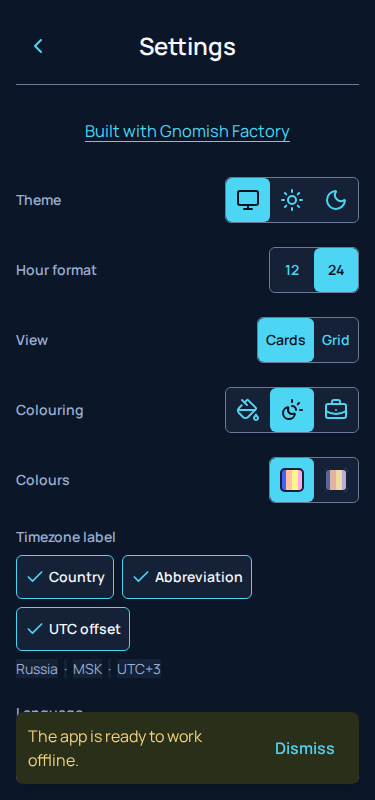 Settings
Built with Gnomish Factory
Theme
Hour format
12
24
View
Cards
Grid
Colouring
Colours
Timezone label
Country
Abbreviation
UTC offset
Russia · MSK · UTC+3
Language
The app is ready to work
offline.
Dismiss